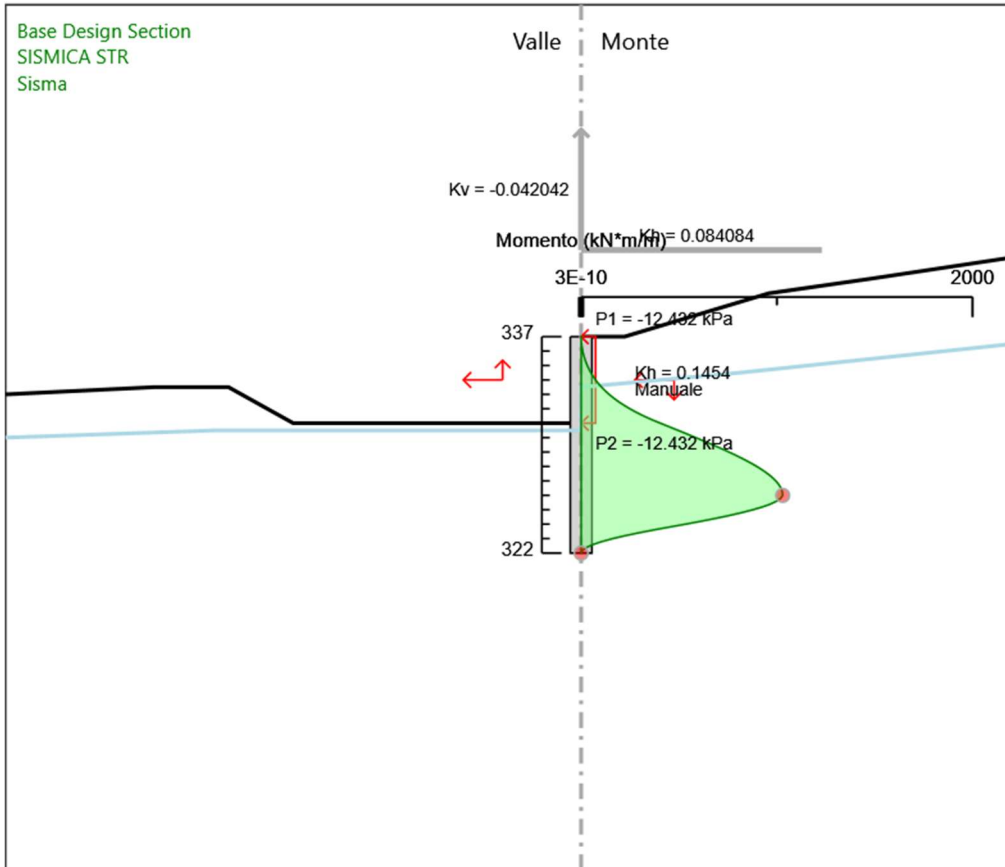 Base Design Section
SISMICA STR
Sisma
Valle
Monte
Kv = -0.042042
Momento (kN*m/m)
Kh = 0.084084
3E-10
2000
337
P1 = -12.432 kPa
Kh = 0.1454
Manuale
P2 = -12.432 kPa
322